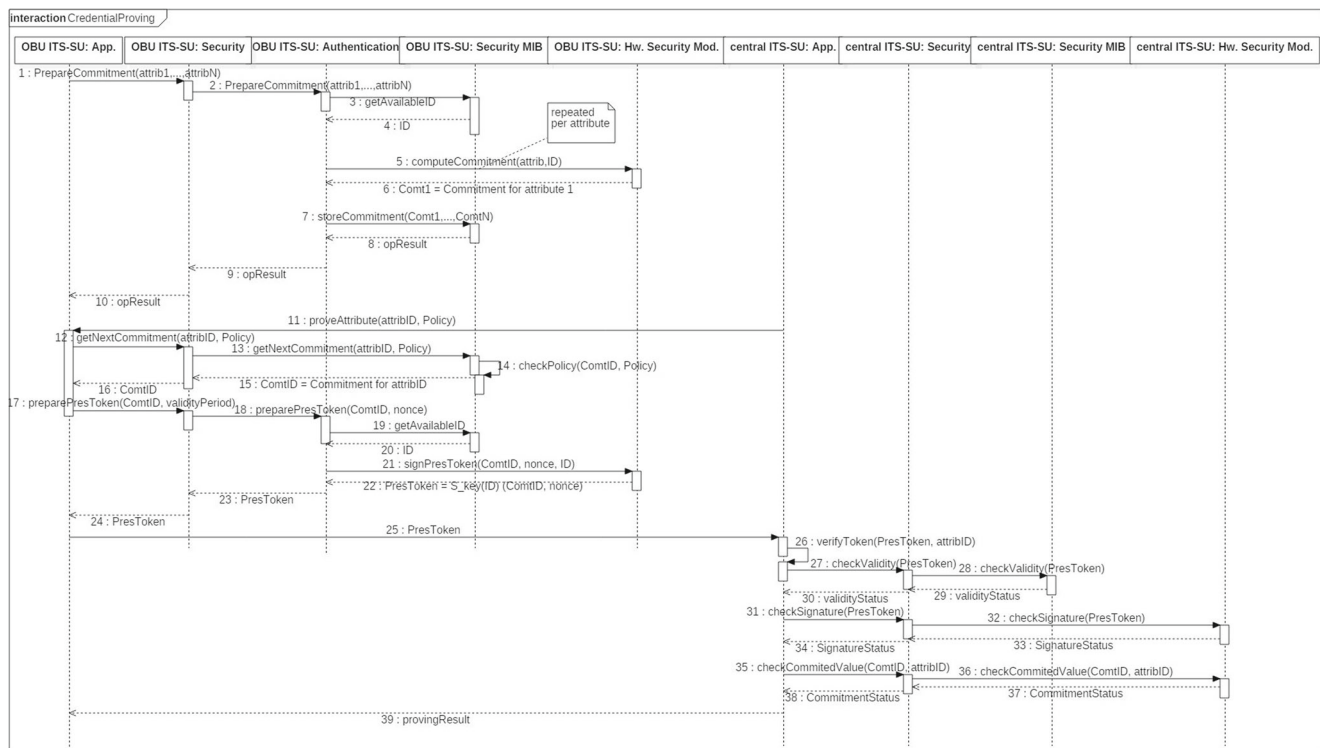 interaction CredentialProving
OBU ITS-SU: App.
OBU ITS-SU: Security
OBU ITS-SU: Authentication
OBU ITS-SU: Security MIB
OBU ITS-SU: Hw. Security Mod.
central ITS-SU: App.
central ITS-SU: Security
central ITS-SU: Security MIB
central ITS-SU: Hw. Security Mod.
1 : PrepareCommitment(attrib1,...,attribN)
2 : PrepareCommitment(attrib1,...,attribN)
3 : getAvailableID
4 : ID
repeated
per attribute
5 : computeCommitment(attrib,ID)
6 : Comt1 = Commitment for attribute 1
7 : storeCommitment(Comt1,...,ComtN)
8 : opResult
9 : opResult
10 : opResult
11 : proveAttribute(attribID, Policy)
12 : getNextCommitment(attribID, Policy)
13 : getNextCommitment(attribID, Policy)
14 : checkPolicy(ComtID, Policy)
15 : ComtID = Commitment for attribID
16 : ComtID
17 : preparePresToken(ComtID, validityPeriod)
18 : preparePresToken(ComtID, nonce)
19 : getAvailableID
20 : ID
21 : signPresToken(ComtID, nonce, ID)
22 : PresToken = S_key(ID) (ComtID, nonce)
23 : PresToken
24 : PresToken
25 : PresToken
26 : verifyToken(PresToken, attribID)
27 : checkValidity(PresToken)
28 : checkValidity(PresToken)
29 : validityStatus
30 : validityStatus
31 : checkSignature(PresToken)
32 : checkSignature(PresToken)
33 : SignatureStatus
34 : SignatureStatus
35 : checkCommitedValue(ComtID, attribID)
36 : checkCommitedValue(ComtID, attribID)
37 : CommitmentStatus
38 : CommitmentStatus
39 : provingResult